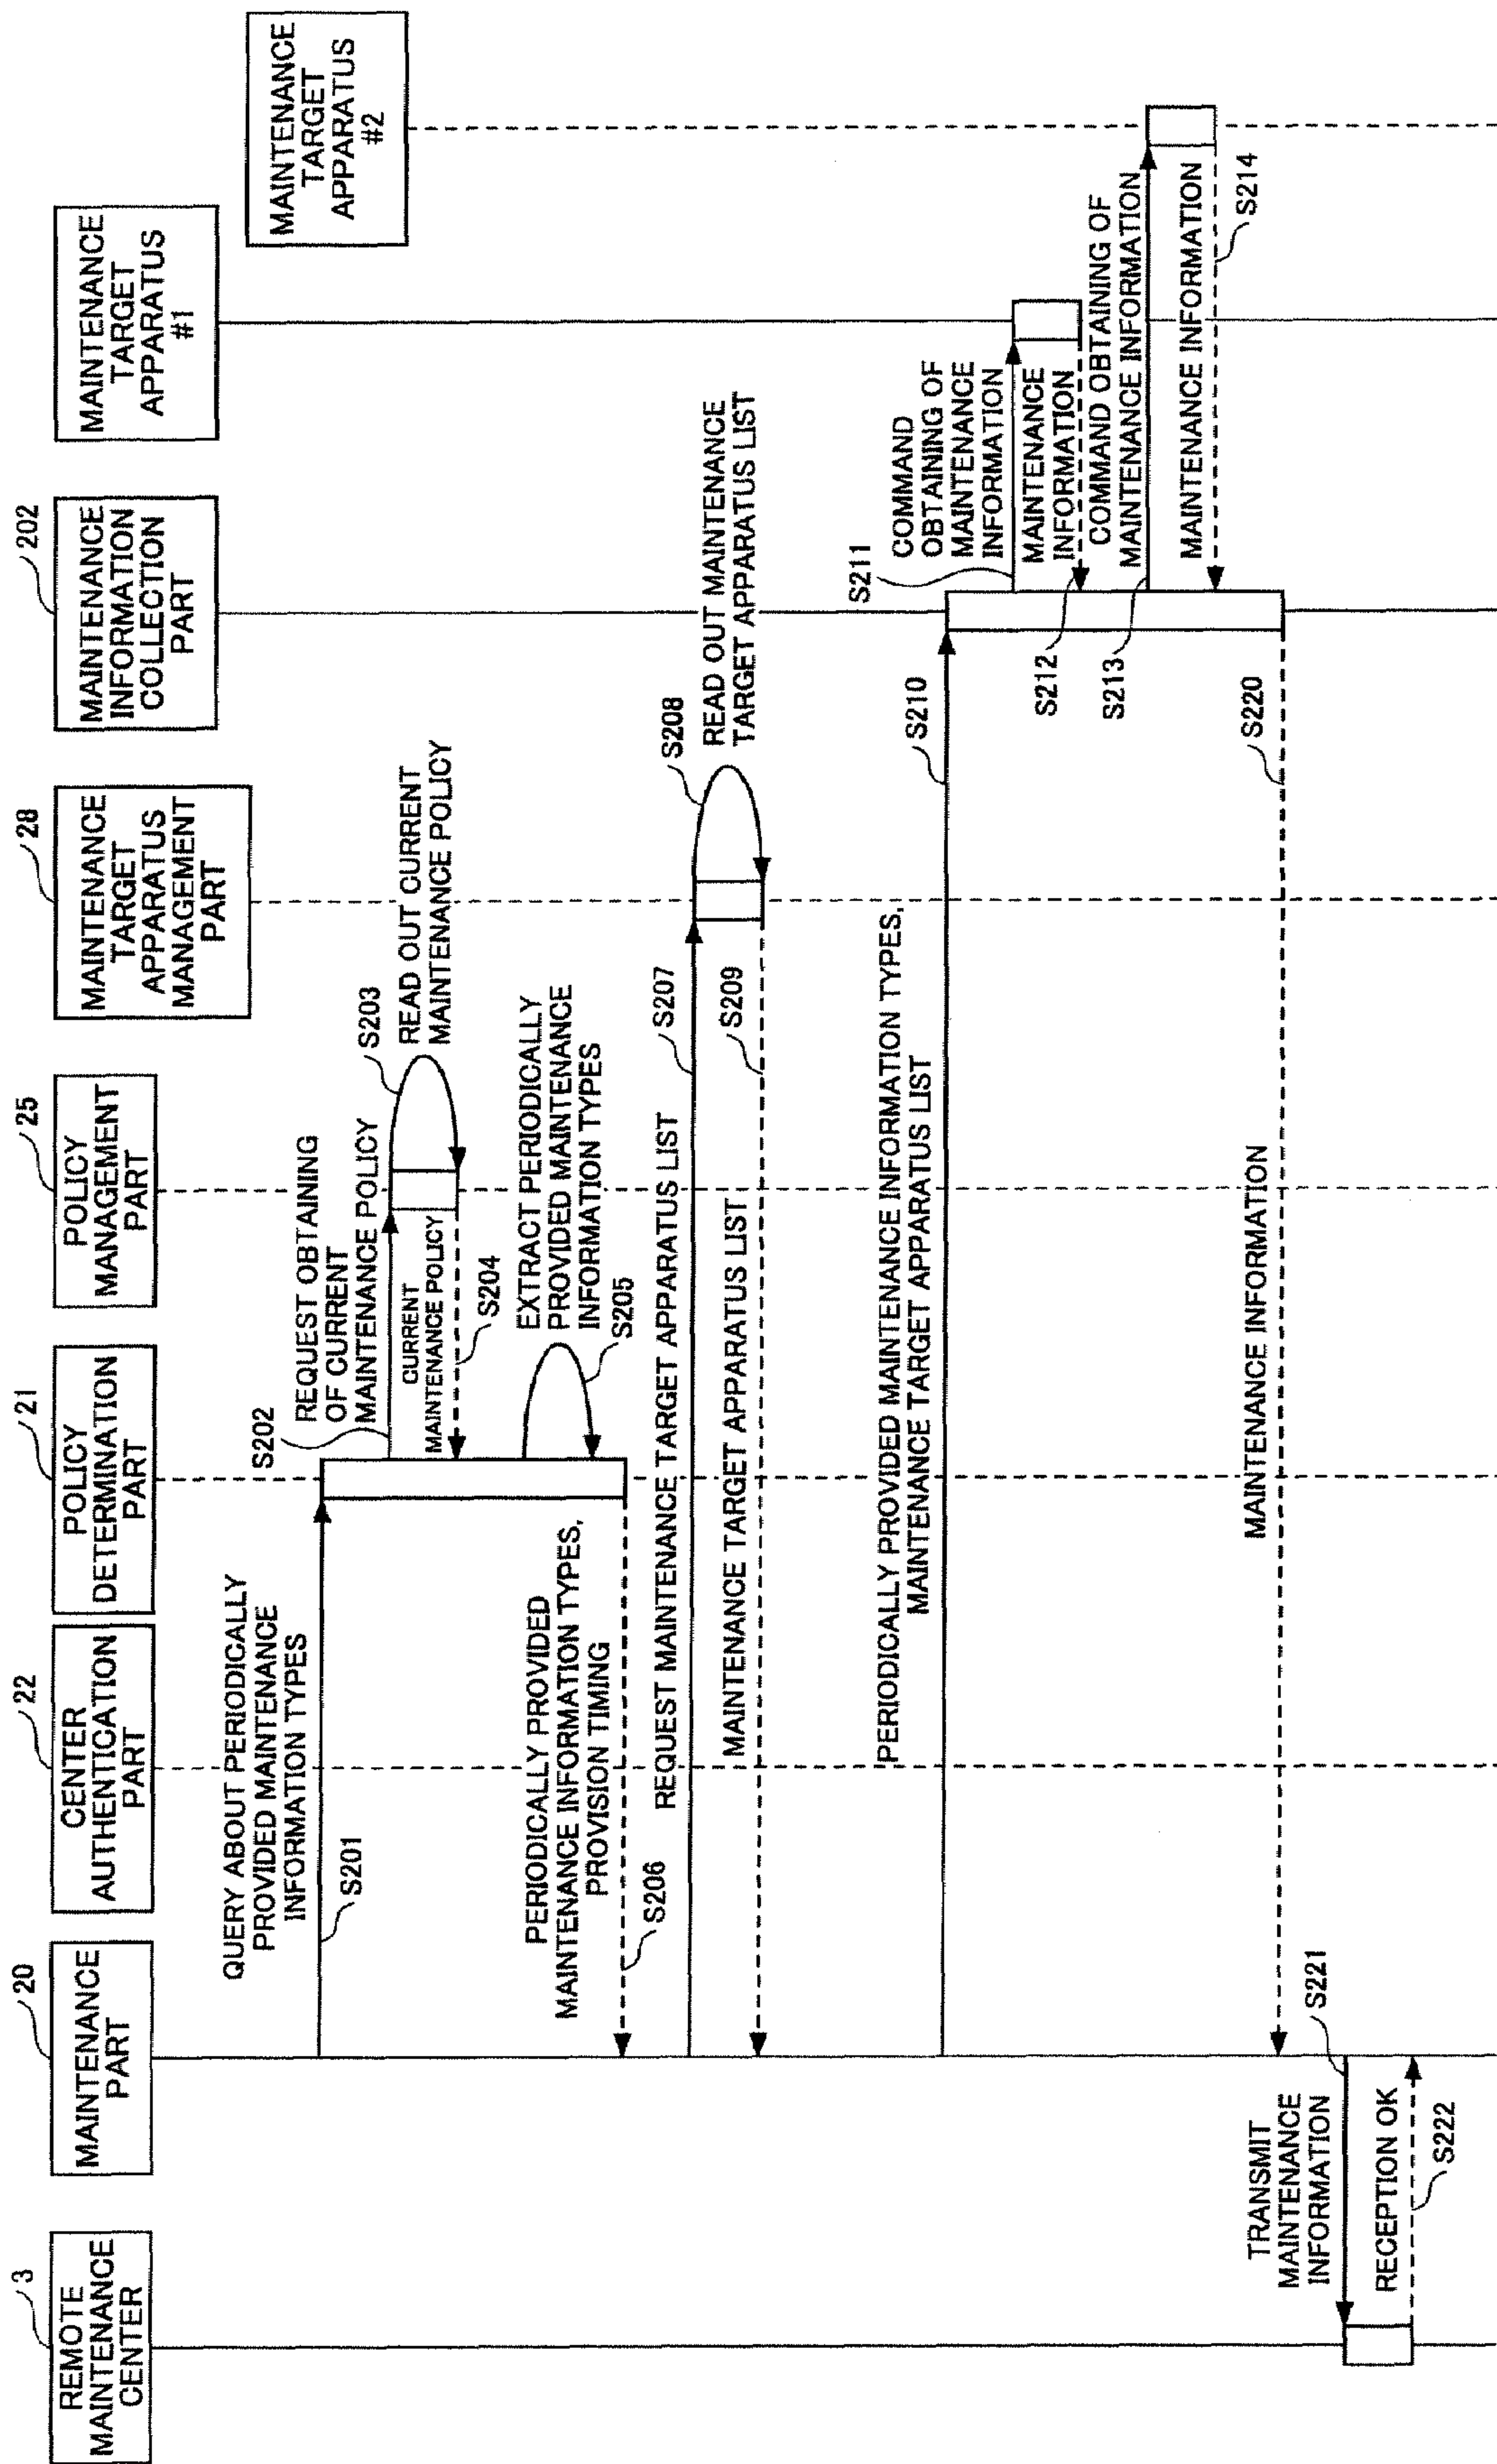 3
REMOTE
MAINTENANCE
CENTER
20
MAINTENANCE
PART
22
CENTER
AUTHENTICATION
PART
21
POLICY
DETERMINATION
PART
25
POLICY
MANAGEMENT
PART
28
MAINTENANCE
TARGET
APPARATUS
MANAGEMENT
PART
202
MAINTENANCE
INFORMATION
COLLECTION
PART
MAINTENANCE
TARGET
APPARATUS
#1
MAINTENANCE
TARGET
APPARATUS
#2
QUERY ABOUT PERIODICALLY
PROVIDED MAINTENANCE
INFORMATION TYPES
S201
S202
REQUEST OBTAINING
OF CURRENT
MAINTENANCE POLICY
S203
READ OUT CURRENT
MAINTENANCE POLICY
CURRENT
MAINTENANCE POLICY
S204
EXTRACT PERIODICALLY
PROVIDED MAINTENANCE
INFORMATION TYPES
S205
PERIODICALLY PROVIDED
MAINTENANCE INFORMATION TYPES,
PROVISION TIMING
S206
REQUEST MAINTENANCE TARGET APPARATUS LIST
S207
S208
READ OUT MAINTENANCE
TARGET APPARATUS LIST
MAINTENANCE TARGET APPARATUS LIST
S209
PERIODICALLY PROVIDED MAINTENANCE INFORMATION TYPES,
MAINTENANCE TARGET APPARATUS LIST
S210
S211
COMMAND
OBTAINING OF
MAINTENANCE
INFORMATION
MAINTENANCE
INFORMATION
S212
COMMAND OBTAINING OF
MAINTENANCE INFORMATION
S213
MAINTENANCE INFORMATION
S214
MAINTENANCE INFORMATION
S220
TRANSMIT
MAINTENANCE
INFORMATION
S221
RECEPTION OK
S222